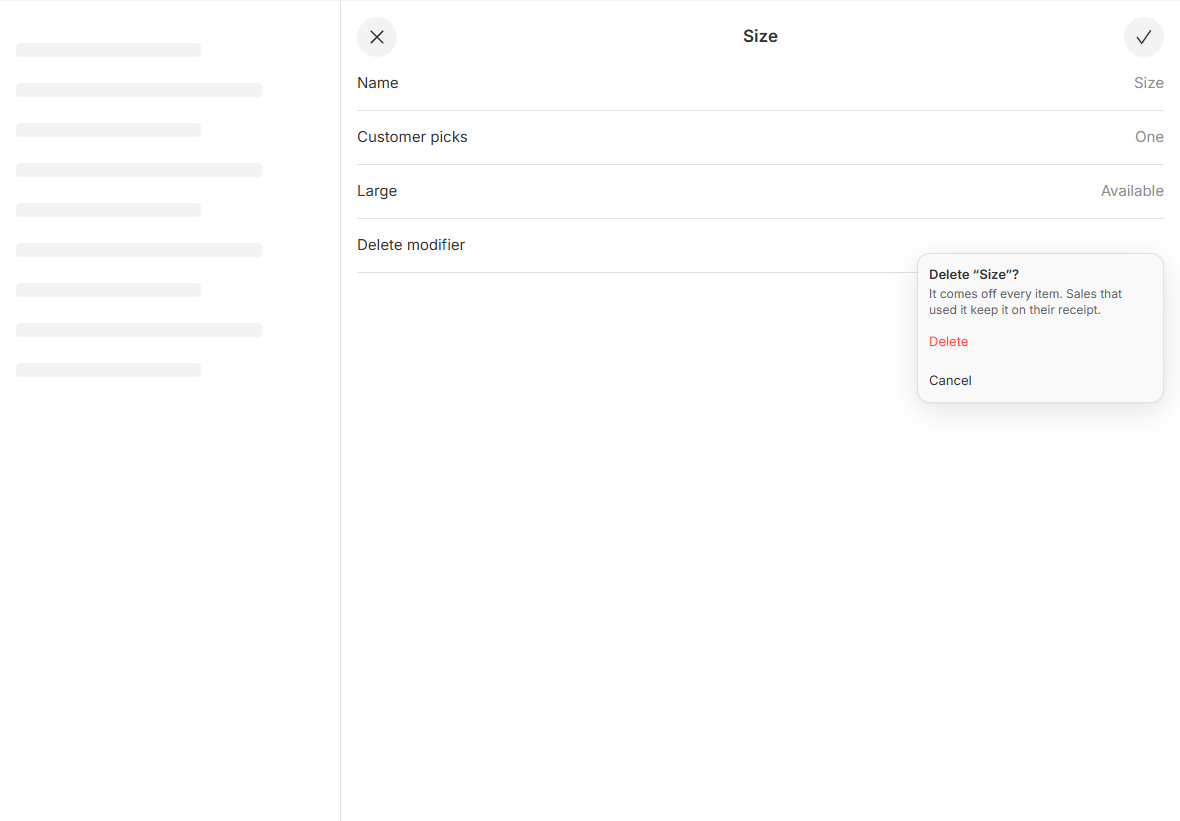 Size
Name
Size
Customer picks
One
Large
Available
Delete modifier
Delete “Size”?
It comes off every item. Sales that
used it keep it on their receipt.
Delete
Cancel